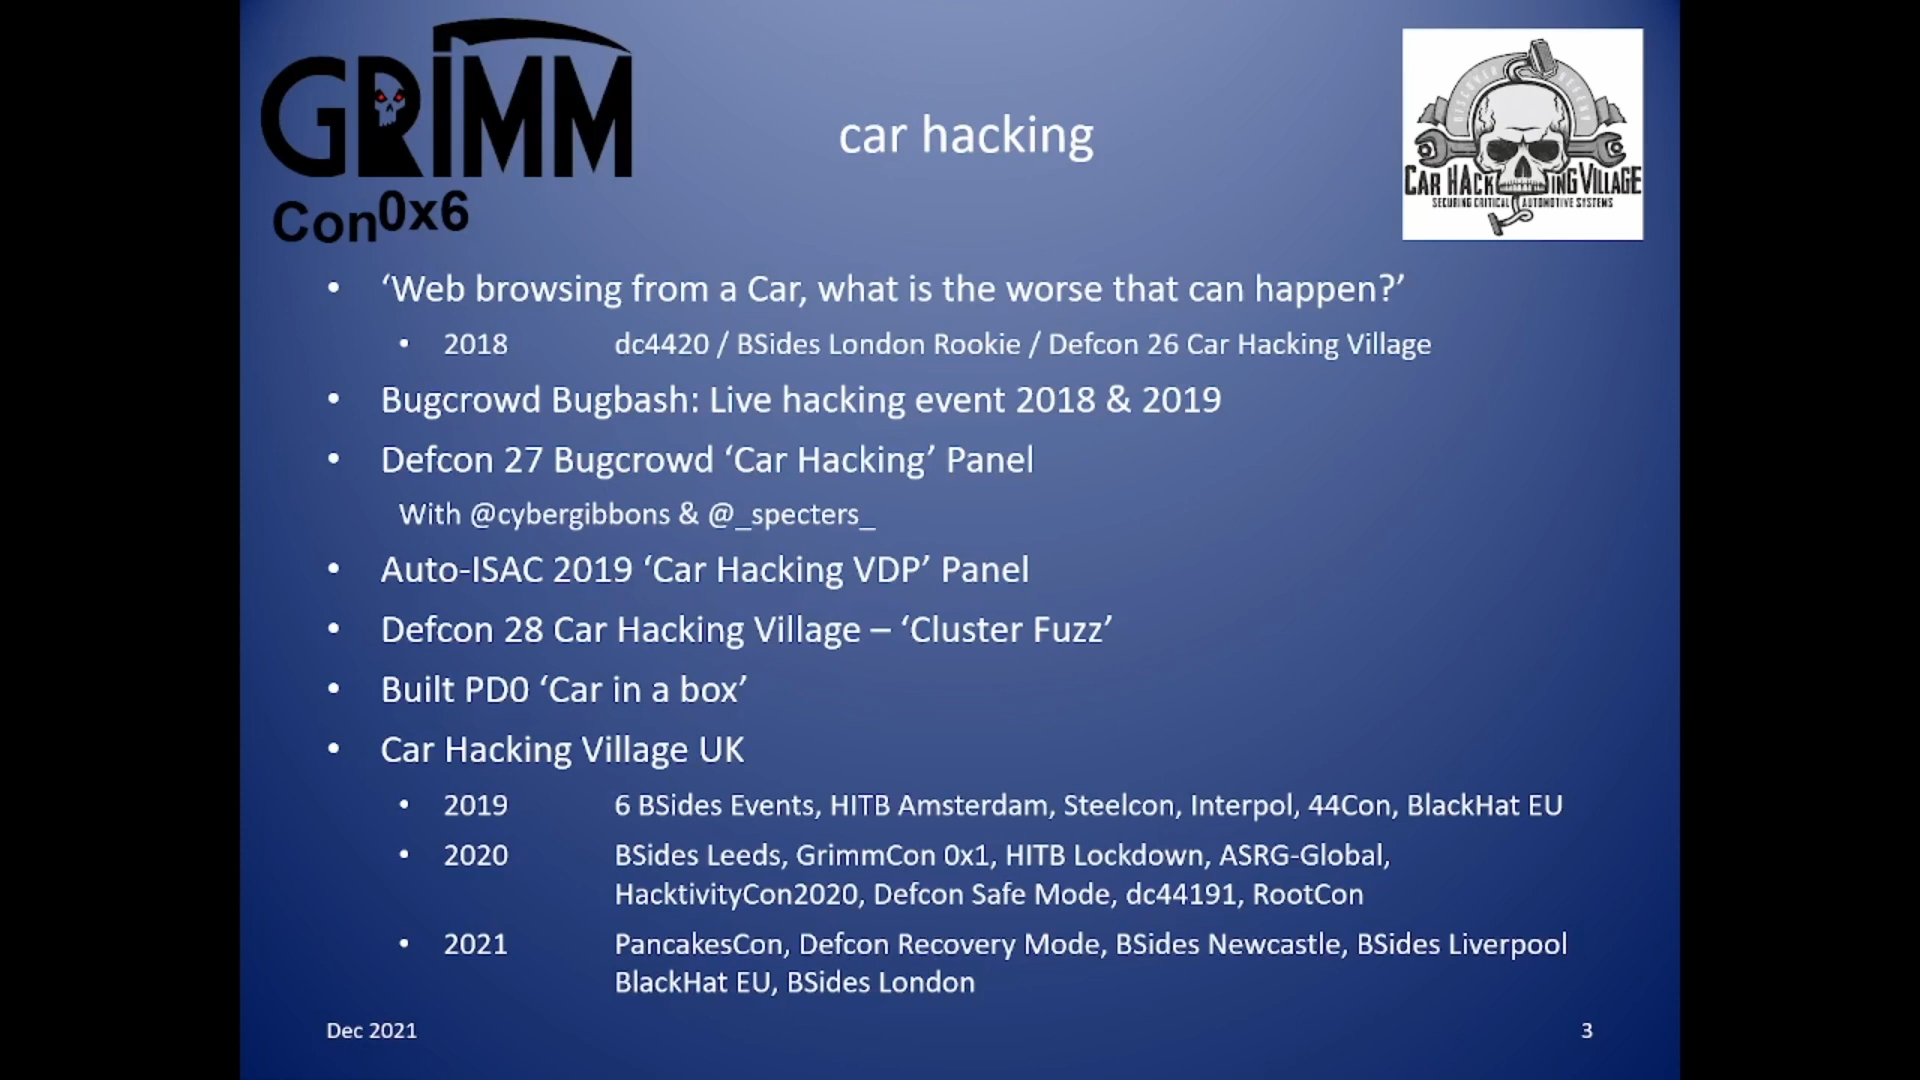 GRIMM
Con0x6
car hacking
DISCOVER
CAR HACKING VILLAGE
SECURING CRITICAL AUTOMOTIVE SYSTEMS
• ‘Web browsing from a Car, what is the worse that can happen?’
• 2018 dc4420 / BSides London Rookie / Defcon 26 Car Hacking Village
• Bugcrowd Bugbash: Live hacking event 2018 & 2019
• Defcon 27 Bugcrowd ‘Car Hacking’ Panel
With @cybergibbons & @_specters_
• Auto-ISAC 2019 ‘Car Hacking VDP’ Panel
• Defcon 28 Car Hacking Village – ‘Cluster Fuzz’
• Built PD0 ‘Car in a box’
• Car Hacking Village UK
• 2019 6 BSides Events, HITB Amsterdam, Steelcon, Interpol, 44Con, BlackHat EU
• 2020 BSides Leeds, GrimmCon 0x1, HITB Lockdown, ASRG-Global,
HacktivityCon2020, Defcon Safe Mode, dc44191, RootCon
• 2021 PancakesCon, Defcon Recovery Mode, BSides Newcastle, BSides Liverpool
BlackHat EU, BSides London
Dec 2021
3